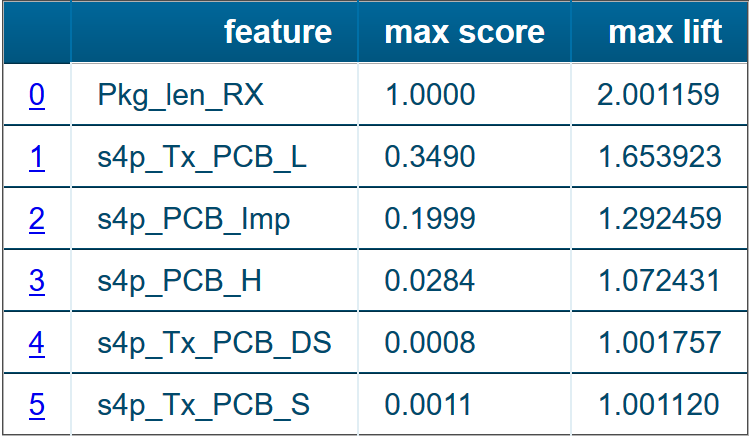 feature max score max lift
0 Pkg_len_RX 1.0000 2.001159
1 s4p_Tx_PCB_L 0.3490 1.653923
2 s4p_PCB_Imp 0.1999 1.292459
3 s4p_PCB_H 0.0284 1.072431
4 s4p_Tx_PCB_DS 0.0008 1.001757
5 s4p_Tx_PCB_S 0.0011 1.001120